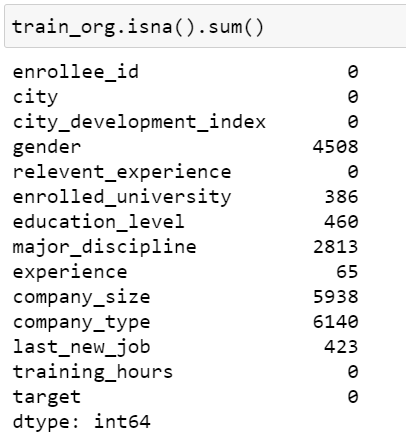 train_org.isna().sum()
enrollee_id 0
city 0
city_development_index 0
gender 4508
relevent_experience 0
enrolled_university 386
education_level 460
major_discipline 2813
experience 65
company_size 5938
company_type 6140
last_new_job 423
training_hours 0
target 0
dtype: int64